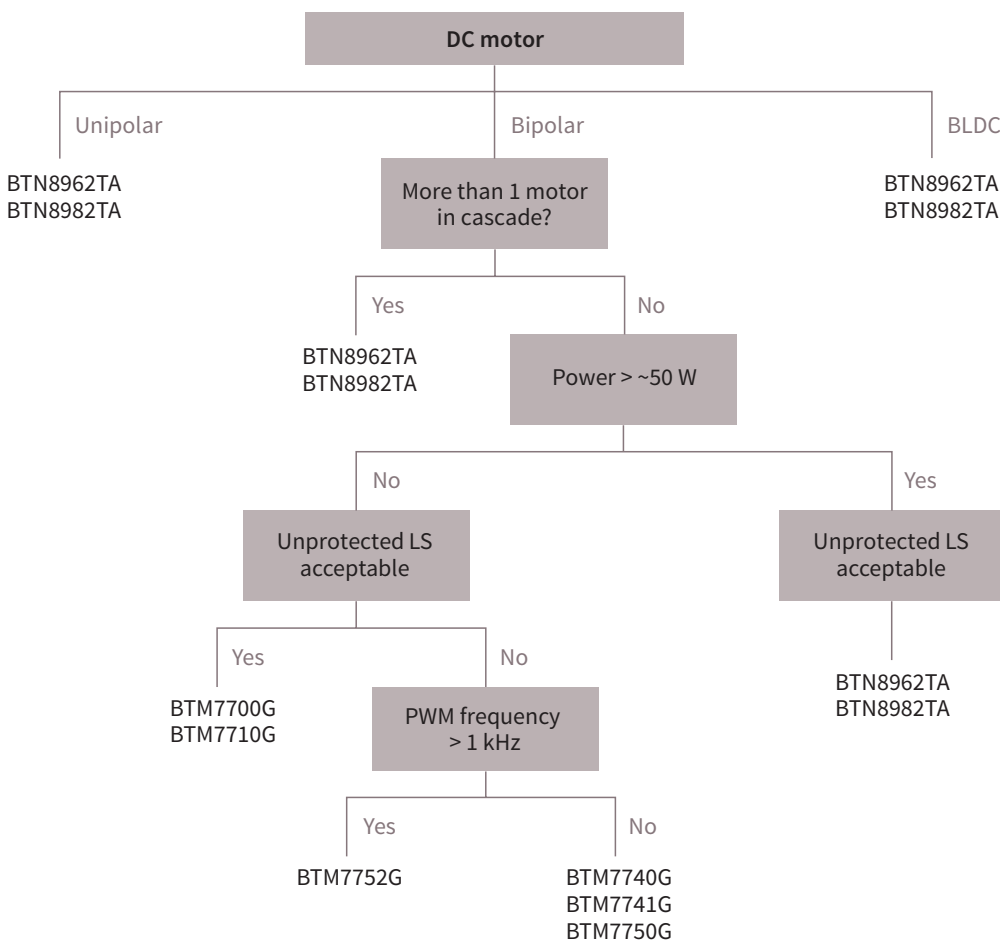 DC motor
Unipolar
Bipolar
BLDC
BTN8962TA
BTN8982TA
More than 1 motor
in cascade?
BTN8962TA
BTN8982TA
Yes
No
BTN8962TA
BTN8982TA
Power > ~50 W
No
Yes
Unprotected LS
acceptable
Unprotected LS
acceptable
Yes
No
BTM7700G
BTM7710G
PWM frequency
> 1 kHz
BTN8962TA
BTN8982TA
Yes
No
BTM7752G
BTM7740G
BTM7741G
BTM7750G